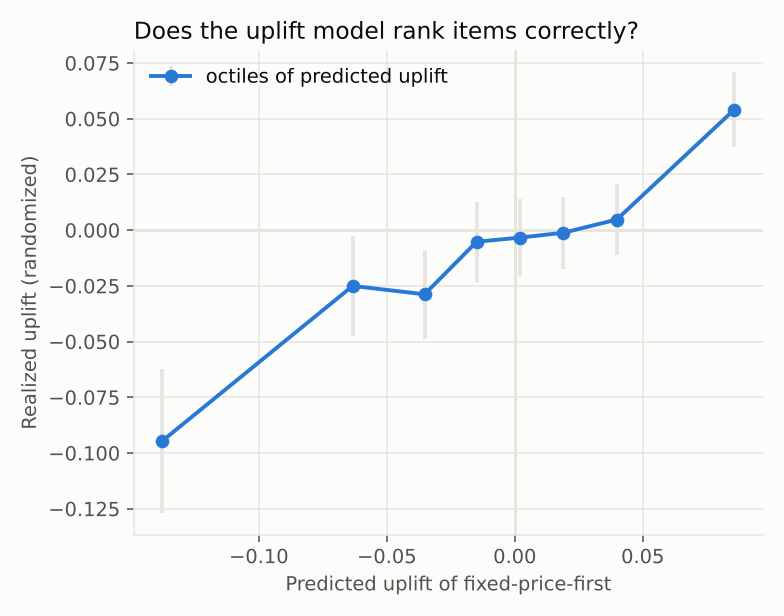 Does the uplift model rank items correctly?
octiles of predicted uplift
Realized uplift (randomized)
0.075
0.050
0.025
0.000
−0.025
−0.050
−0.075
−0.100
−0.125
−0.10 −0.05 0.00 0.05
Predicted uplift of fixed-price-first